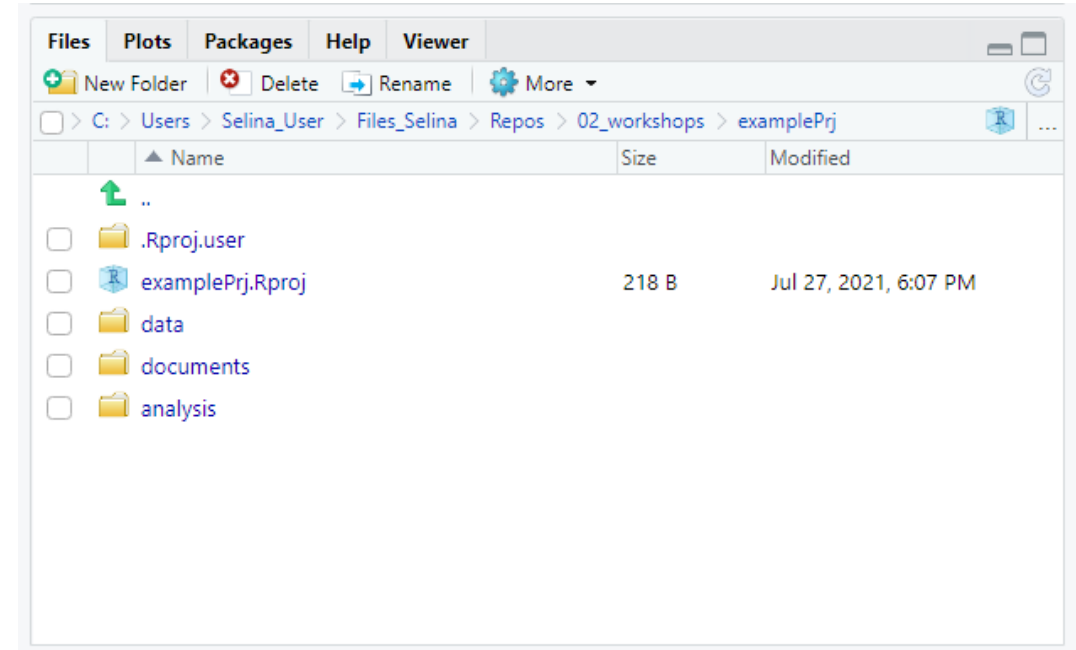 Files Plots Packages Help Viewer
New Folder Delete Rename More
C: > Users > Selina_User > Files_Selina > Repos > 02_workshops > examplePrj R ...
Name Size Modified
..
.Rproj.user
R examplePrj.Rproj 218 B Jul 27, 2021, 6:07 PM
data
documents
analysis